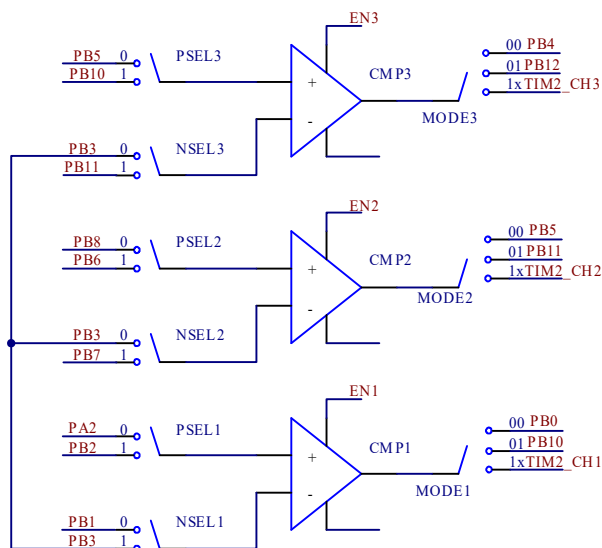 EN3
PB5 0 PSEL3 00 PB4
PB10 1 + CMP3 01 PB12
1x TIM2_CH3
- MODE3
PB3 0 NSEL3
PB11 1
EN2
PB8 0 PSEL2 00 PB5
PB6 1 + CMP2 01 PB11
1x TIM2_CH2
- MODE2
PB3 0 NSEL2
PB7 1
EN1
PA2 0 PSEL1 00 PB0
PB2 1 + CMP1 01 PB10
1x TIM2_CH1
- MODE1
PB1 0 NSEL1
PB3 1